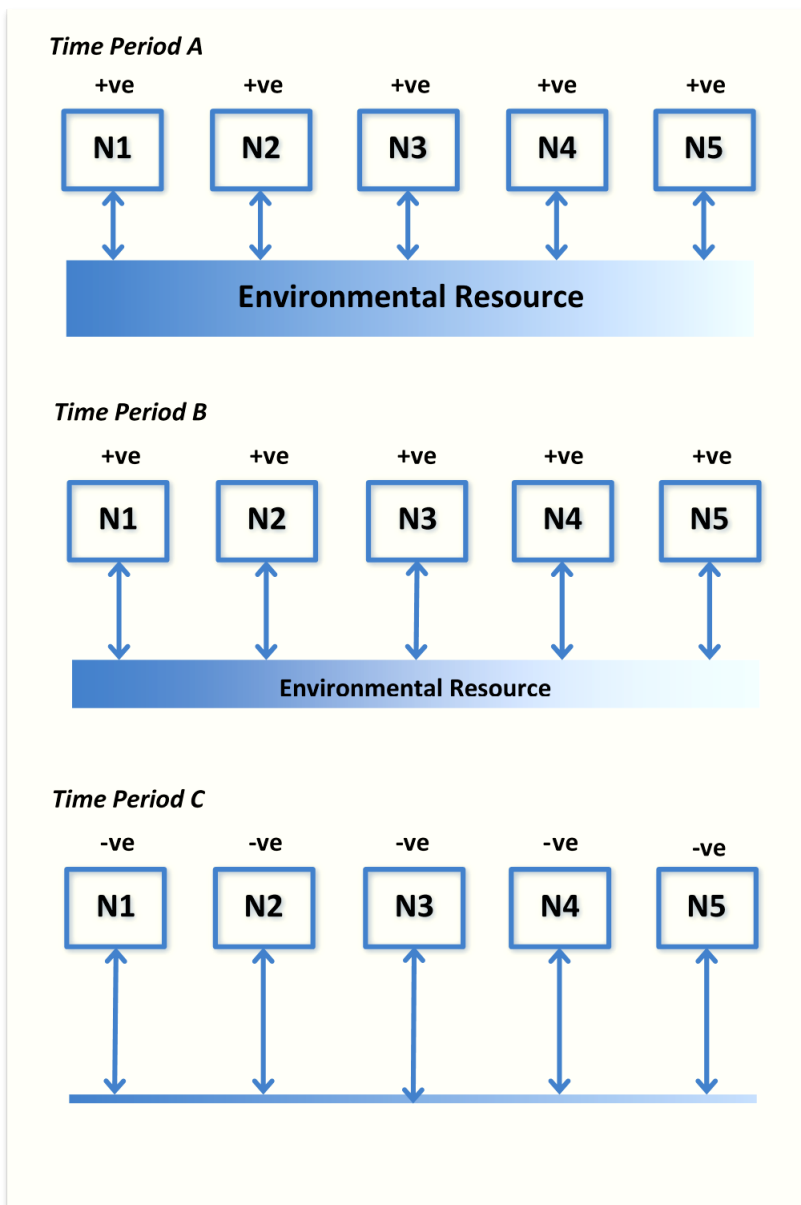 Time Period A
+ve +ve +ve +ve +ve
N1 N2 N3 N4 N5
Environmental Resource
Time Period B
+ve +ve +ve +ve +ve
N1 N2 N3 N4 N5
Environmental Resource
Time Period C
-ve -ve -ve -ve -ve
N1 N2 N3 N4 N5